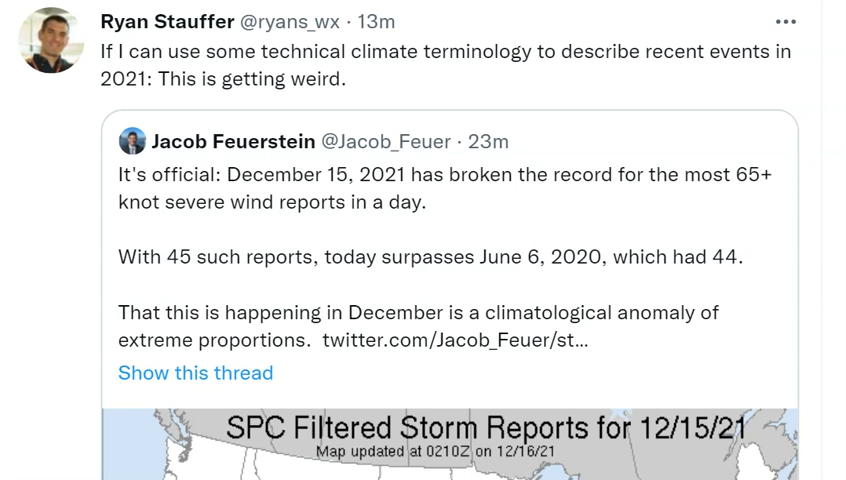 Ryan Stauffer @ryans_wx · 13m
If I can use some technical climate terminology to describe recent events in
2021: This is getting weird.
Jacob Feuerstein @Jacob_Feuer · 23m
It's official: December 15, 2021 has broken the record for the most 65+
knot severe wind reports in a day.
With 45 such reports, today surpasses June 6, 2020, which had 44.
That this is happening in December is a climatological anomaly of
extreme proportions. twitter.com/Jacob_Feuer/st...
Show this thread
SPC Filtered Storm Reports for 12/15/21
Map updated at 0210Z on 12/16/21